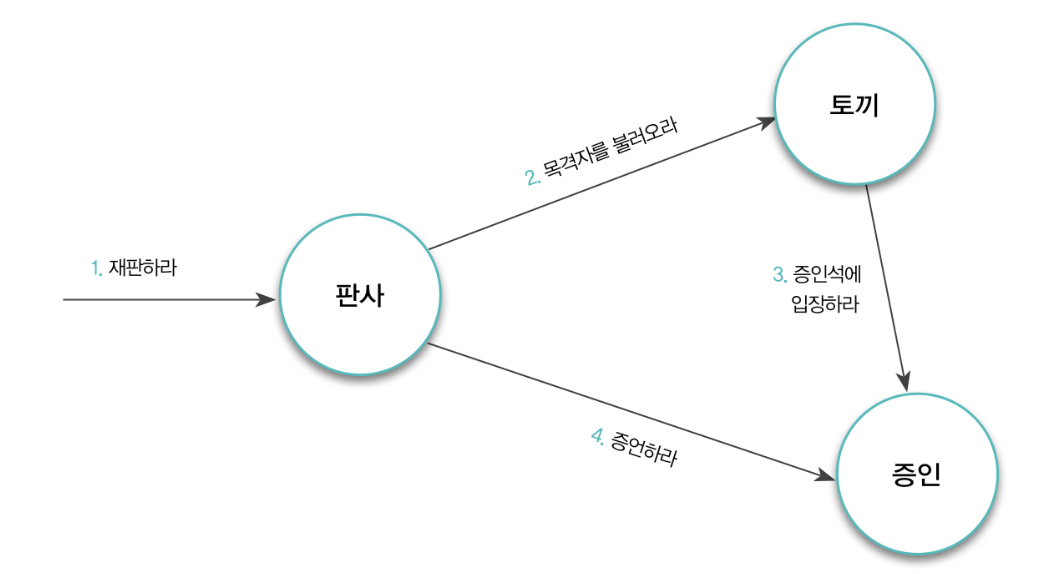 토끼
2. 목격자를 불러오라
1. 재판하라
판사
3. 증인석에
입장하라
4. 증언하라
증인